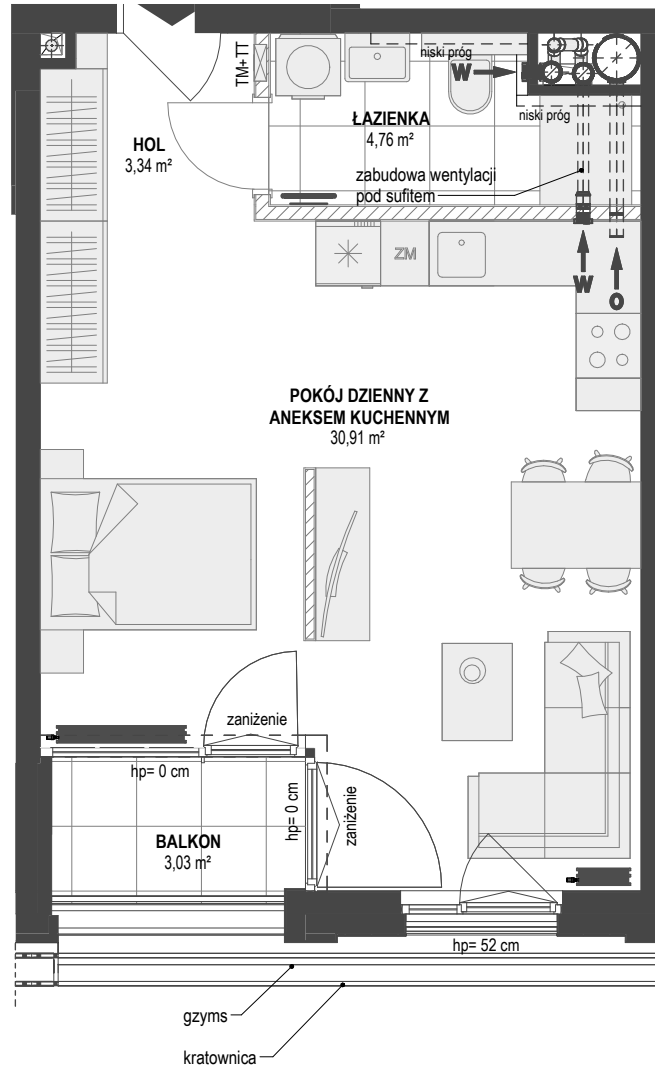 TM+ TT
niski próg
W
niski próg
ŁAZIENKA
4,76 m²
HOL
3,34 m²
zabudowa wentylacji
pod sufitem
ZM
W
O
POKÓJ DZIENNY Z
ANEKSEM KUCHENNYM
30,91 m²
zaniżenie
hp= 0 cm
hp= 0 cm
zaniżenie
BALKON
3,03 m²
hp= 52 cm
gzyms
kratownica